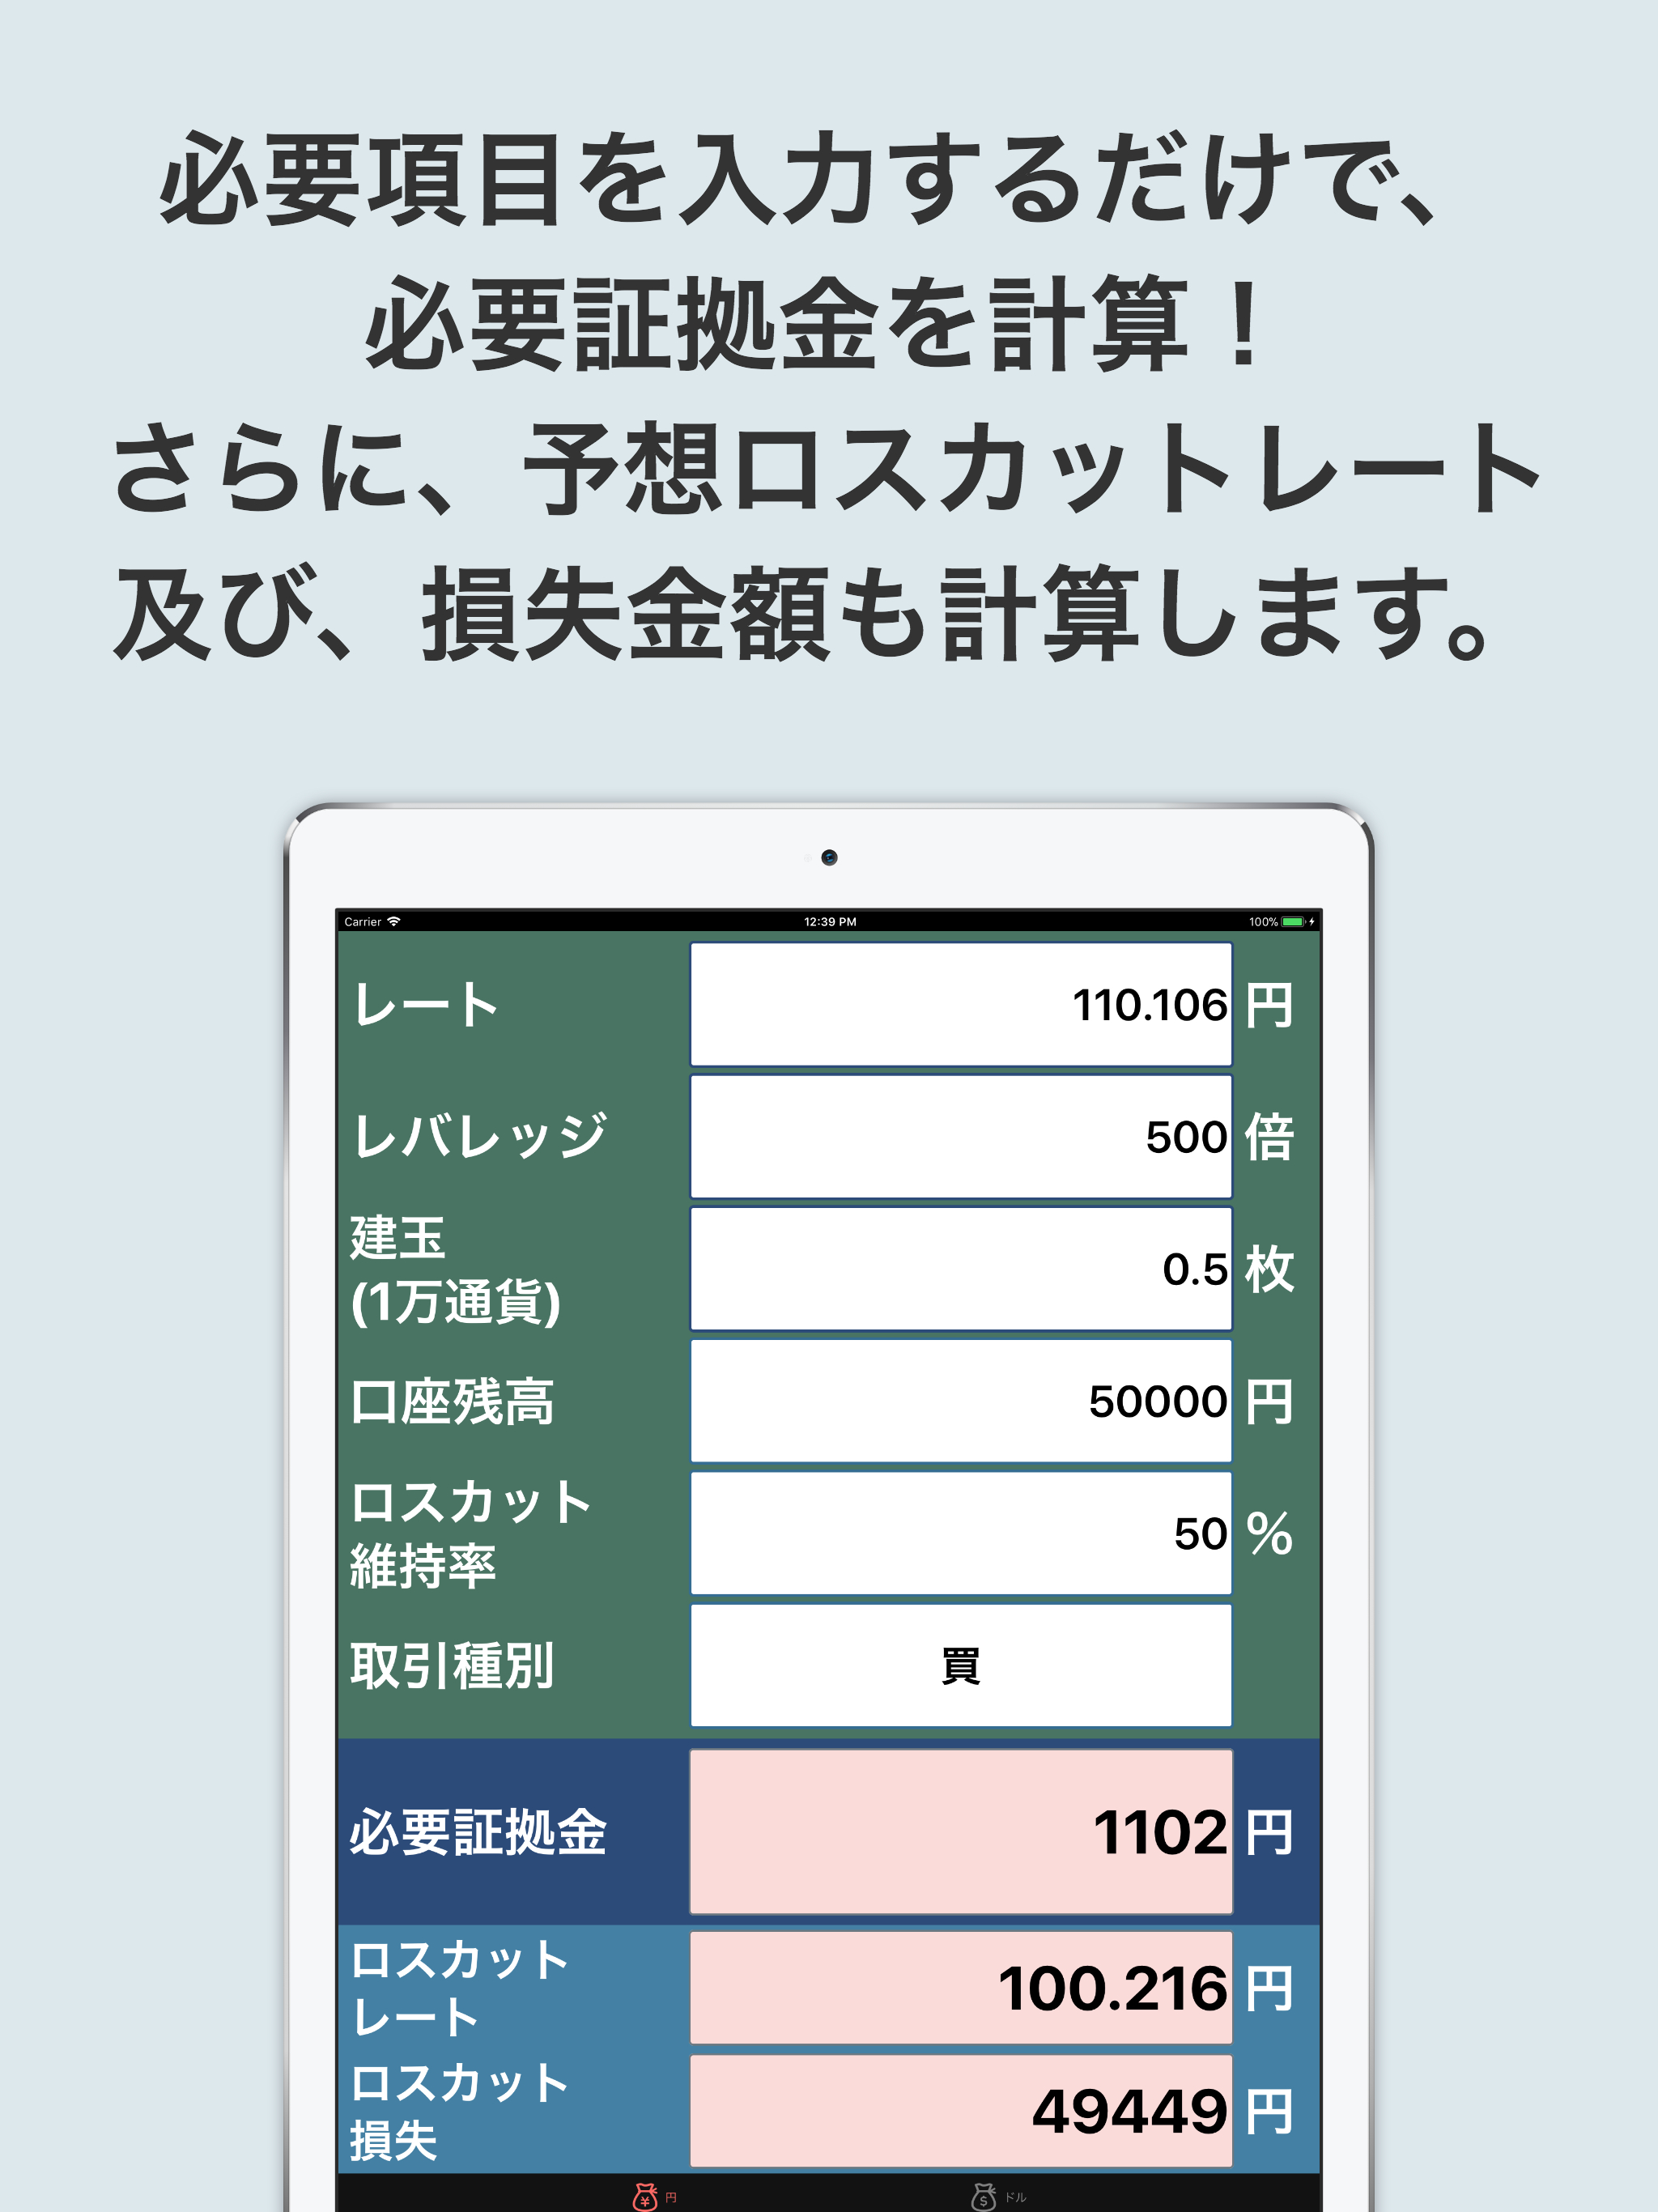 必要項目を入力するだけで、
必要証拠金を計算！
さらに、予想ロスカットレート
及び、損失金額も計算します。
Carrier 12:39 PM 100%
レート 110.106 円
レバレッジ 500 倍
建玉
(1万通貨) 0.5 枚
口座残高 50000 円
ロスカット
維持率 50 %
取引種別 買
必要証拠金 1102 円
ロスカット
レート 100.216 円
ロスカット
損失 49449 円
円 ドル